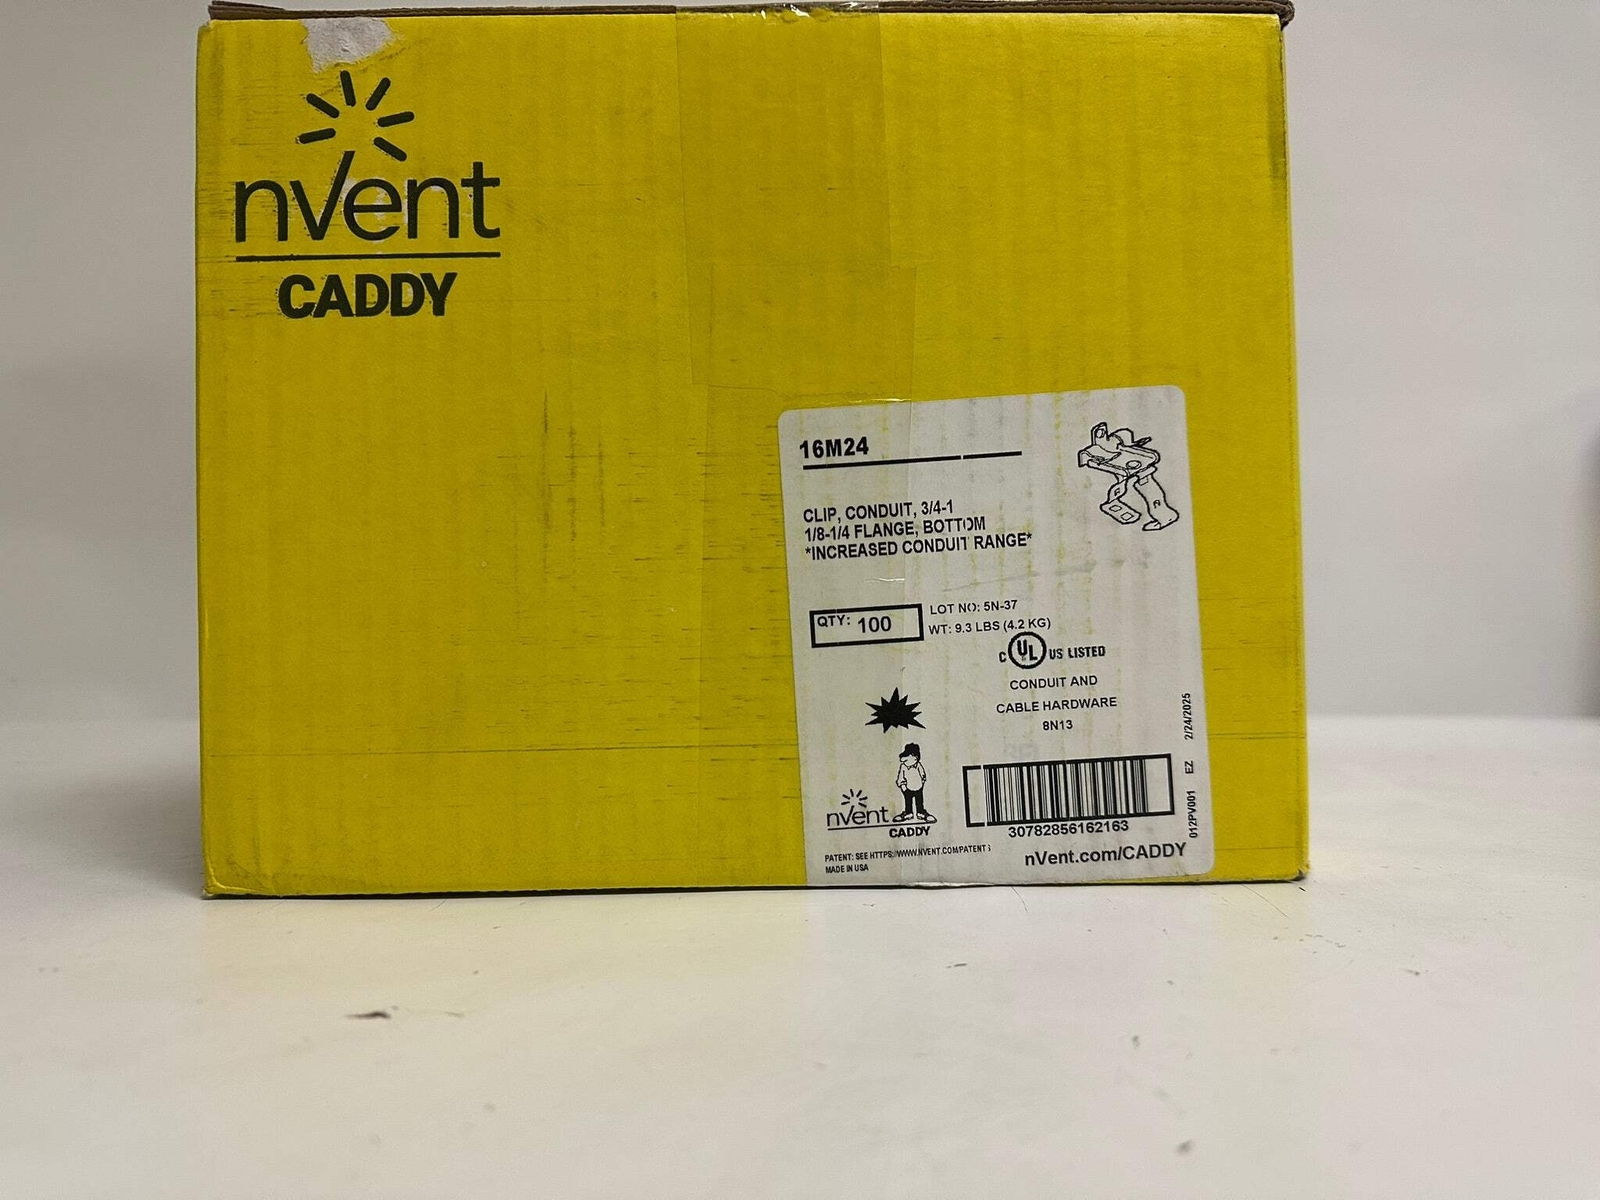 nVent
CADDY
16M24
CLIP, CONDUIT, 3/4-1
1/8-1/4 FLANGE, BOTTOM
*INCREASED CONDUIT RANGE*
QTY: 100
LOT NO: 5N-37
WT: 9.3 LBS (4.2 KG)
C UL US LISTED
CONDUIT AND
CABLE HARDWARE
8N13
nVent
CADDY
30782856162163
012PV001 EZ 2/24/2025
PATENT: SEE HTTPS://WWW.NVENT.COM/PATENTS
MADE IN USA
nVent.com/CADDY